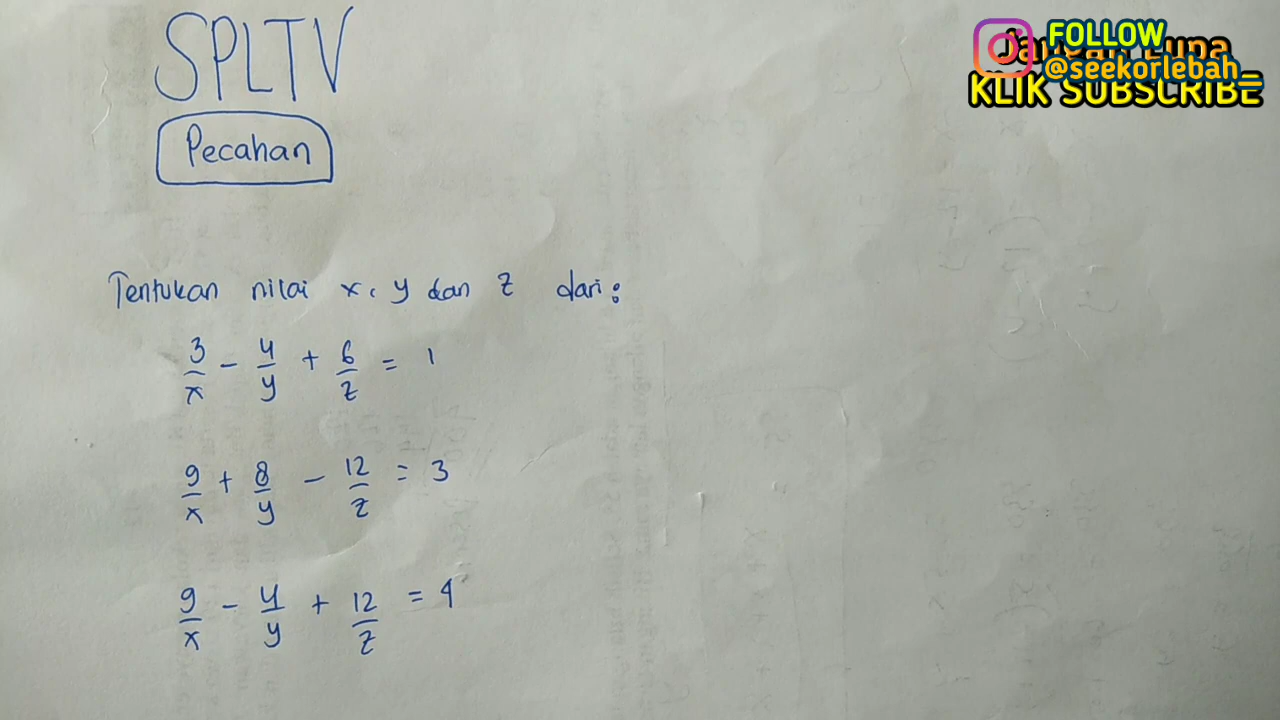 SPLTV
Pecahan
FOLLOW
@seekorlebah_
KLIK SUBSCRIBE
Tentukan nilai x, y dan z dari:
3/x - 4/y + 6/z = 1
9/x + 8/y - 12/z = 3
9/x - 4/y + 12/z = 4